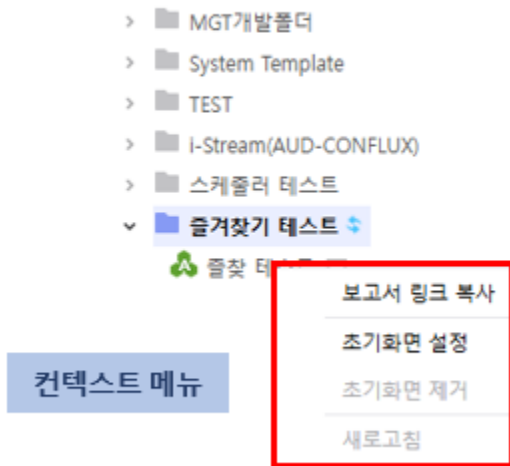 MGT개발폴더
System Template
TEST
i-Stream(AUD-CONFLUX)
스케줄러 테스트
즐겨찾기 테스트
즐찾
보고서 링크 복사
초기화면 설정
컨텍스트 메뉴
초기화면 제거
새로고침